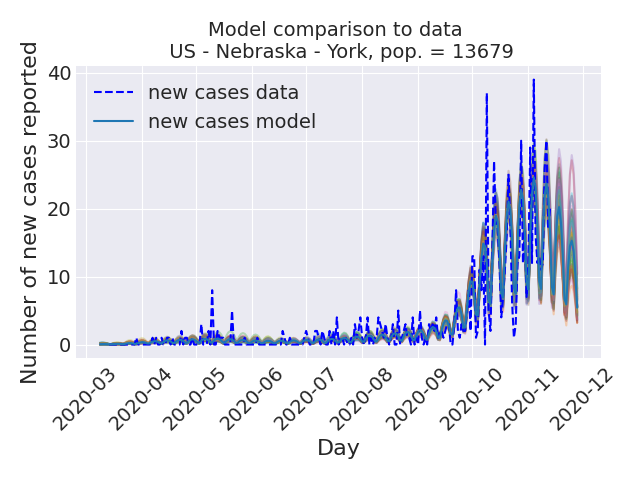 Model comparison to data
US - Nebraska - York, pop. = 13679
Number of new cases reported
40
30
20
10
0
new cases data
new cases model
2020-03
2020-04
2020-05
2020-06
2020-07
2020-08
2020-09
2020-10
2020-11
2020-12
Day